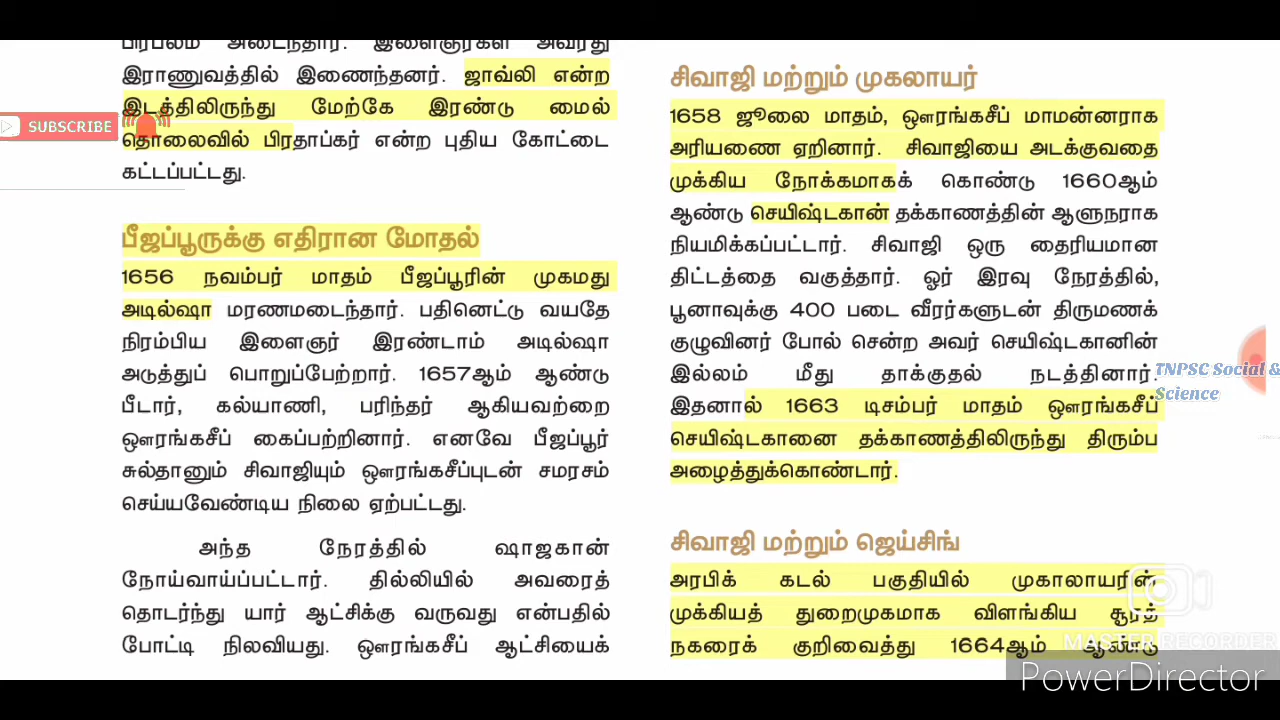 பிரபலம் அடைந்தார். இளைஞர்கள் அவரது
இராணுவத்தில் இணைந்தனர். ஜாவ்லி என்ற
இடத்திலிருந்து மேற்கே இரண்டு மைல்
தொலைவில் பிரதாப்கர் என்ற புதிய கோட்டை
கட்டப்பட்டது.
SUBSCRIBE
பீஜப்பூருக்கு எதிரான மோதல்
1656 நவம்பர் மாதம் பீஜப்பூரின் முகமது
அடில்ஷா மரணமடைந்தார். பதினெட்டு வயதே
நிரம்பிய இளைஞர் இரண்டாம் அடில்ஷா
அடுத்துப் பொறுப்பேற்றார். 1657ஆம் ஆண்டு
பீடார், கல்யாணி, பரிந்தர் ஆகியவற்றை
ஔரங்கசீப் கைப்பற்றினார். எனவே பீஜப்பூர்
சுல்தானும் சிவாஜியும் ஔரங்கசீப்புடன் சமரசம்
செய்யவேண்டிய நிலை ஏற்பட்டது.
அந்த நேரத்தில் ஷாஜகான்
நோய்வாய்ப்பட்டார். தில்லியில் அவரைத்
தொடர்ந்து யார் ஆட்சிக்கு வருவது என்பதில்
போட்டி நிலவியது. ஔரங்கசீப் ஆட்சியைக்
சிவாஜி மற்றும் முகலாயர்
1658 ஜூலை மாதம், ஔரங்கசீப் மாமன்னராக
அரியணை ஏறினார். சிவாஜியை அடக்குவதை
முக்கிய நோக்கமாகக் கொண்டு 1660ஆம்
ஆண்டு செயிஷ்டகான் தக்காணத்தின் ஆளுநராக
நியமிக்கப்பட்டார். சிவாஜி ஒரு தைரியமான
திட்டத்தை வகுத்தார். ஓர் இரவு நேரத்தில்,
பூனாவுக்கு 400 படை வீரர்களுடன் திருமணக்
குழுவினர் போல் சென்ற அவர் செயிஷ்டகானின்
இல்லம் மீது தாக்குதல் நடத்தினார்.
இதனால் 1663 டிசம்பர் மாதம் ஔரங்கசீப்
செயிஷ்டகானை தக்காணத்திலிருந்து திரும்ப
அழைத்துக்கொண்டார்.
சிவாஜி மற்றும் ஜெய்சிங்
அரபிக் கடல் பகுதியில் முகாலாயரின்
முக்கியத் துறைமுகமாக விளங்கிய சூரத்
நகரைக் குறிவைத்து 1664ஆம் ஆண்டு
TNPSC Social &
Science
MASTER RECORDER
PowerDirector